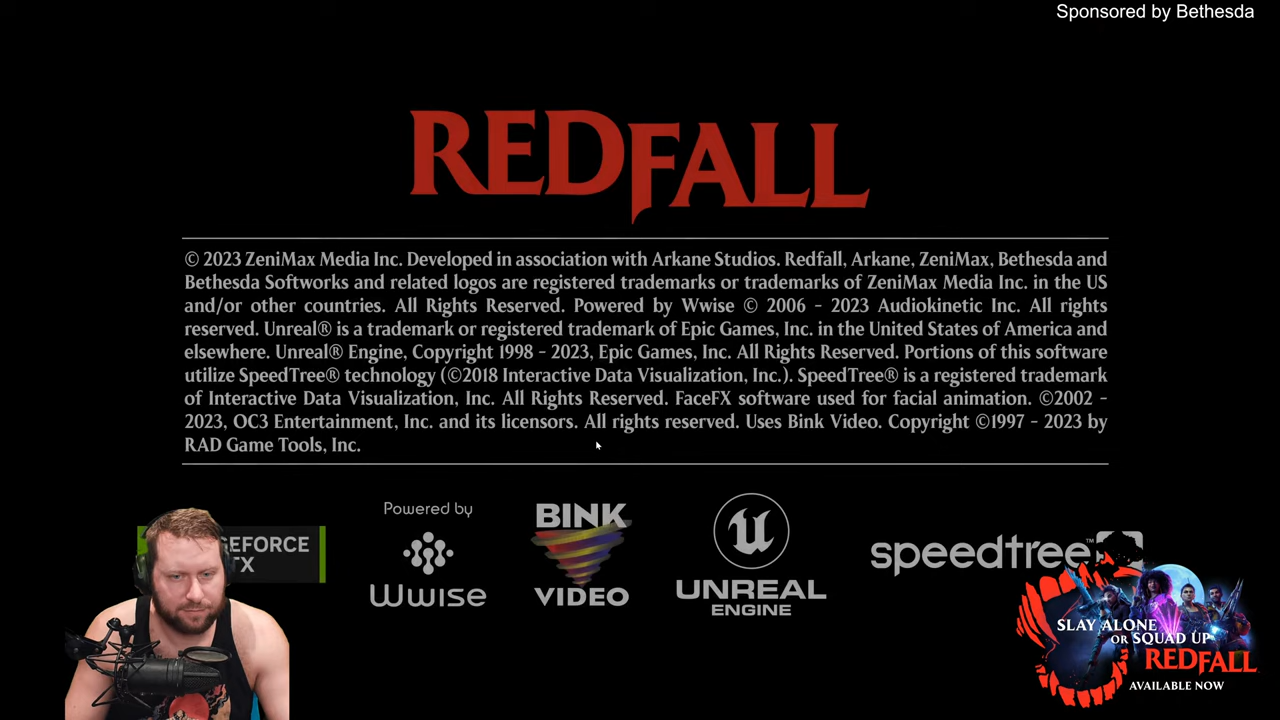 Sponsored by Bethesda
REDFALL
© 2023 ZeniMax Media Inc. Developed in association with Arkane Studios. Redfall, Arkane, ZeniMax, Bethesda and
Bethesda Softworks and related logos are registered trademarks or trademarks of ZeniMax Media Inc. in the US
and/or other countries. All Rights Reserved. Powered by Wwise © 2006 - 2023 Audiokinetic Inc. All rights
reserved. Unreal® is a trademark or registered trademark of Epic Games, Inc. in the United States of America and
elsewhere. Unreal® Engine, Copyright 1998 - 2023, Epic Games, Inc. All Rights Reserved. Portions of this software
utilize SpeedTree® technology (©2018 Interactive Data Visualization, Inc.). SpeedTree® is a registered trademark
of Interactive Data Visualization, Inc. All Rights Reserved. FaceFX software used for facial animation. ©2002 -
2023, OC3 Entertainment, Inc. and its licensors. All rights reserved. Uses Bink Video. Copyright ©1997 - 2023 by
RAD Game Tools, Inc.
EFORCE
TX
Powered by
Wwise
BINK
VIDEO
UNREAL
ENGINE
speedtree™
SLAY ALONE
OR SQUAD UP
REDFALL
AVAILABLE NOW